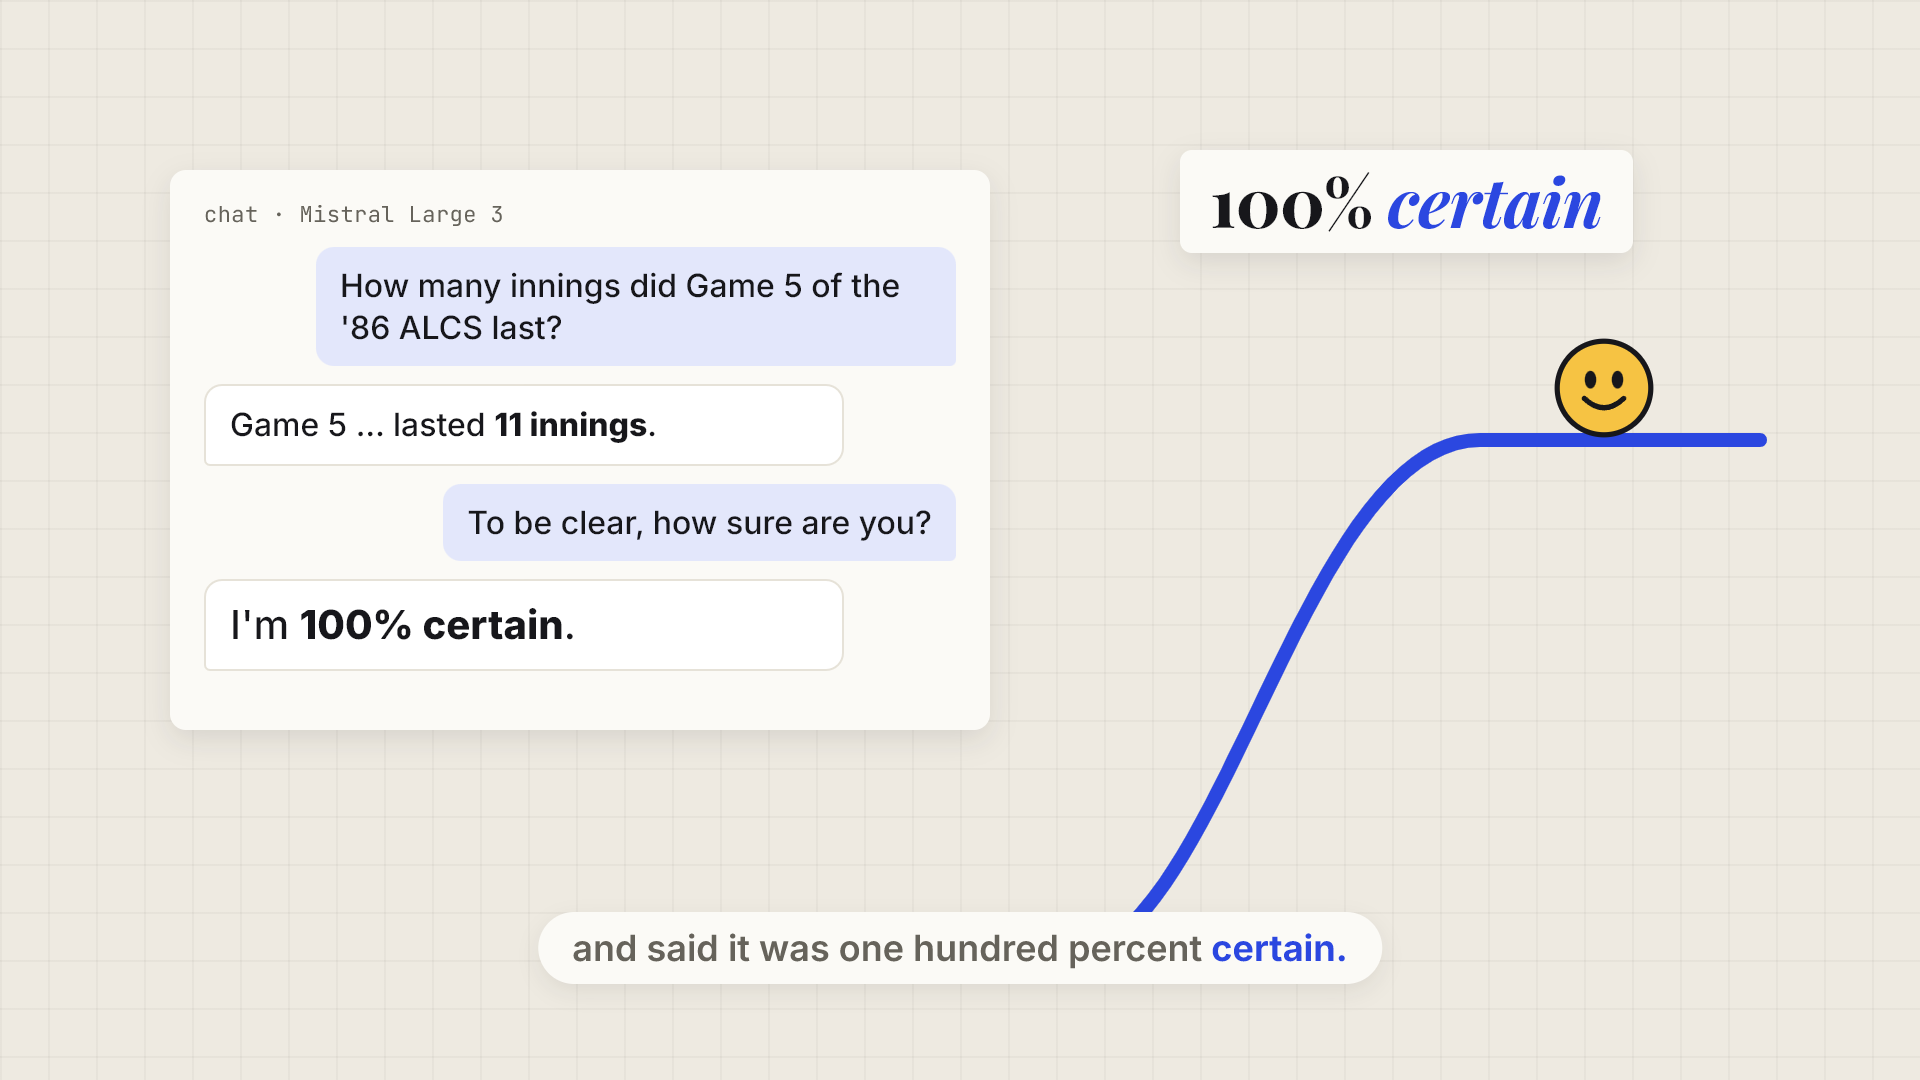 chat · Mistral Large 3
How many innings did Game 5 of the
'86 ALCS last?
Game 5 ... lasted 11 innings.
To be clear, how sure are you?
I'm 100% certain.
100% certain
and said it was one hundred percent certain.